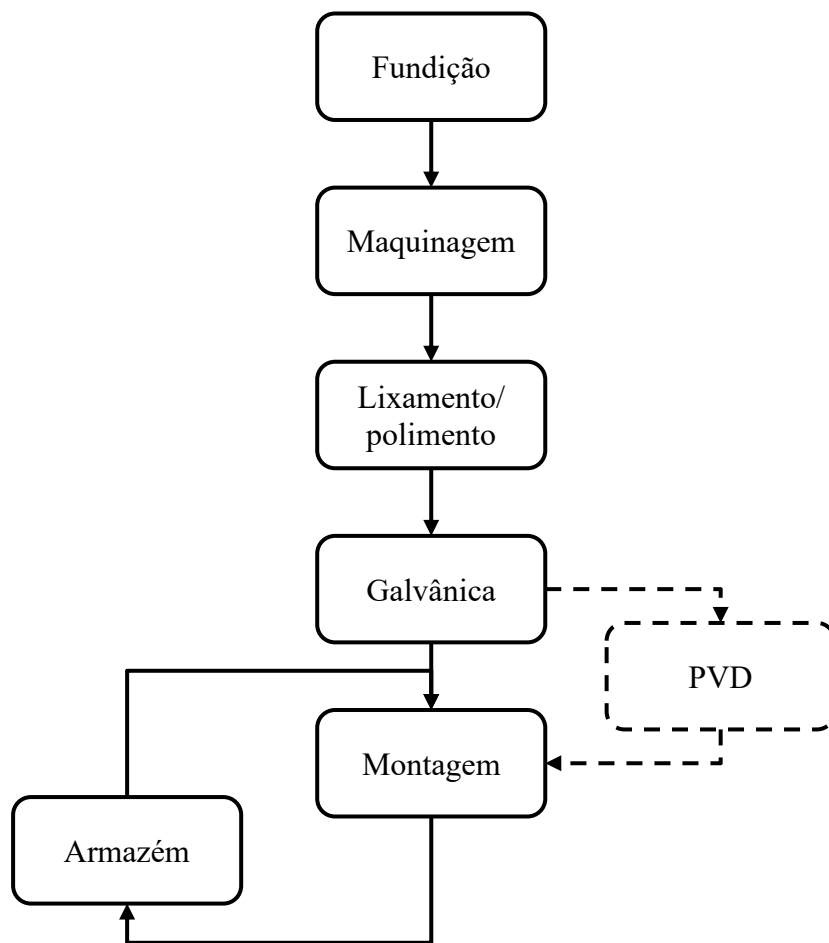 Fundição
Maquinagem
Lixamento/
polimento
Galvânica
PVD
Montagem
Armazém